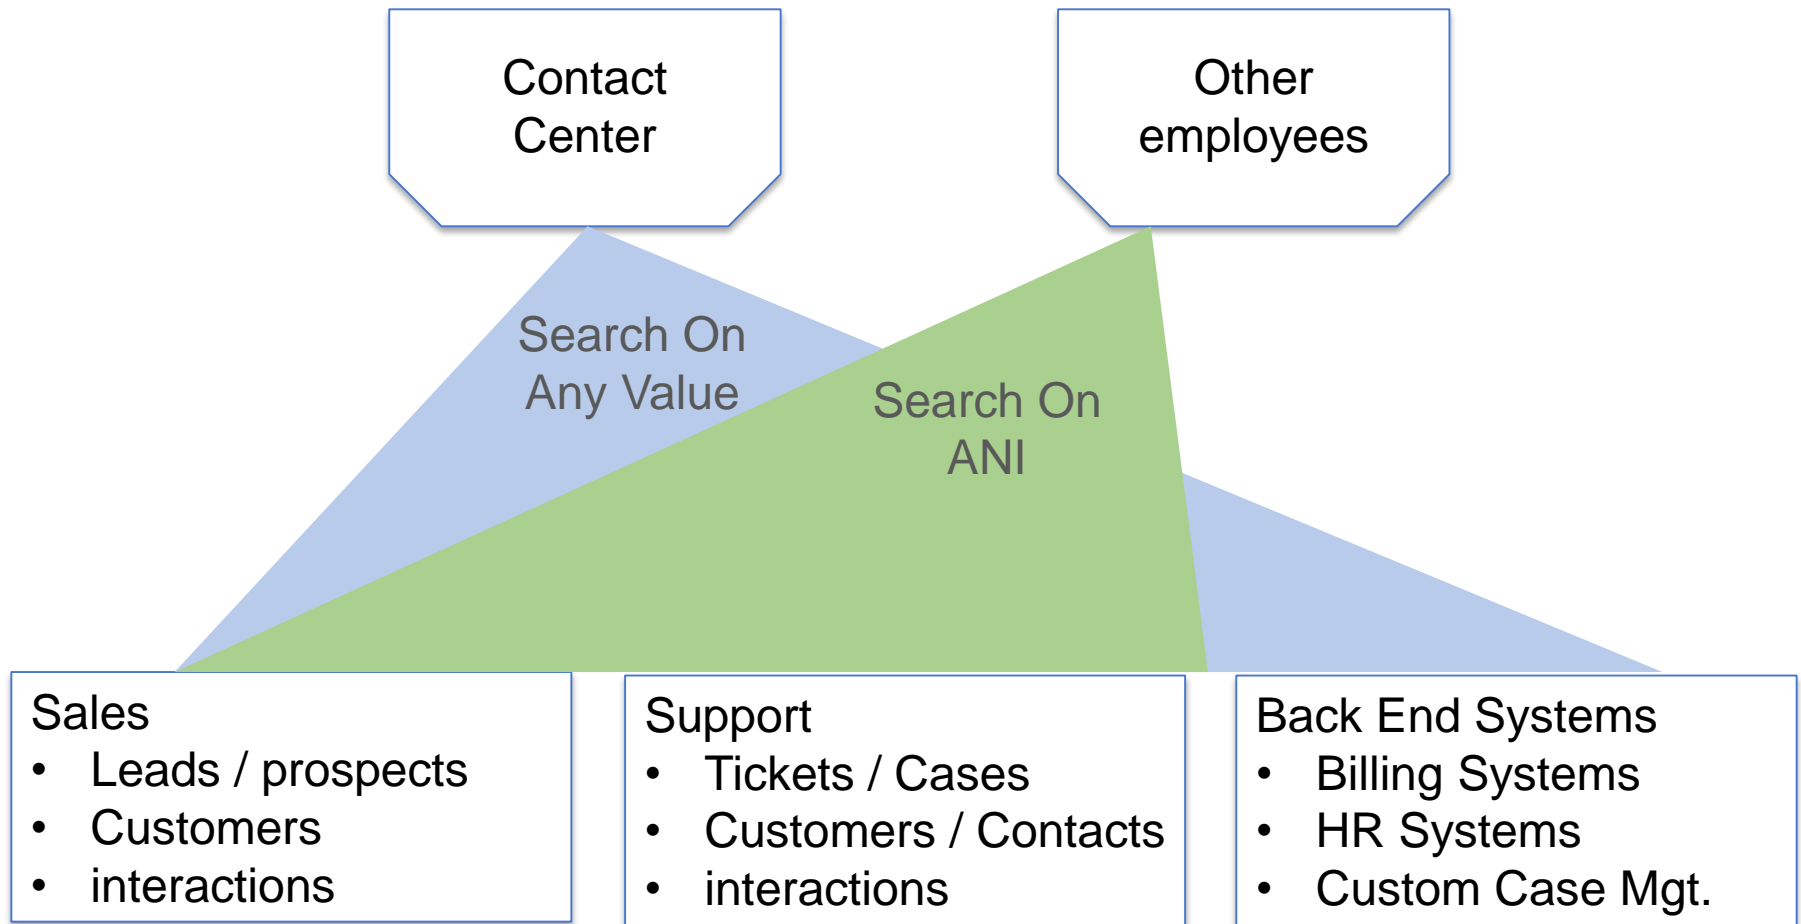 Contact
Center
Other
employees
Search On
Any Value
Search On
ANI
Sales
• Leads / prospects
• Customers
• interactions
Support
• Tickets / Cases
• Customers / Contacts
• interactions
Back End Systems
• Billing Systems
• HR Systems
• Custom Case Mgt.